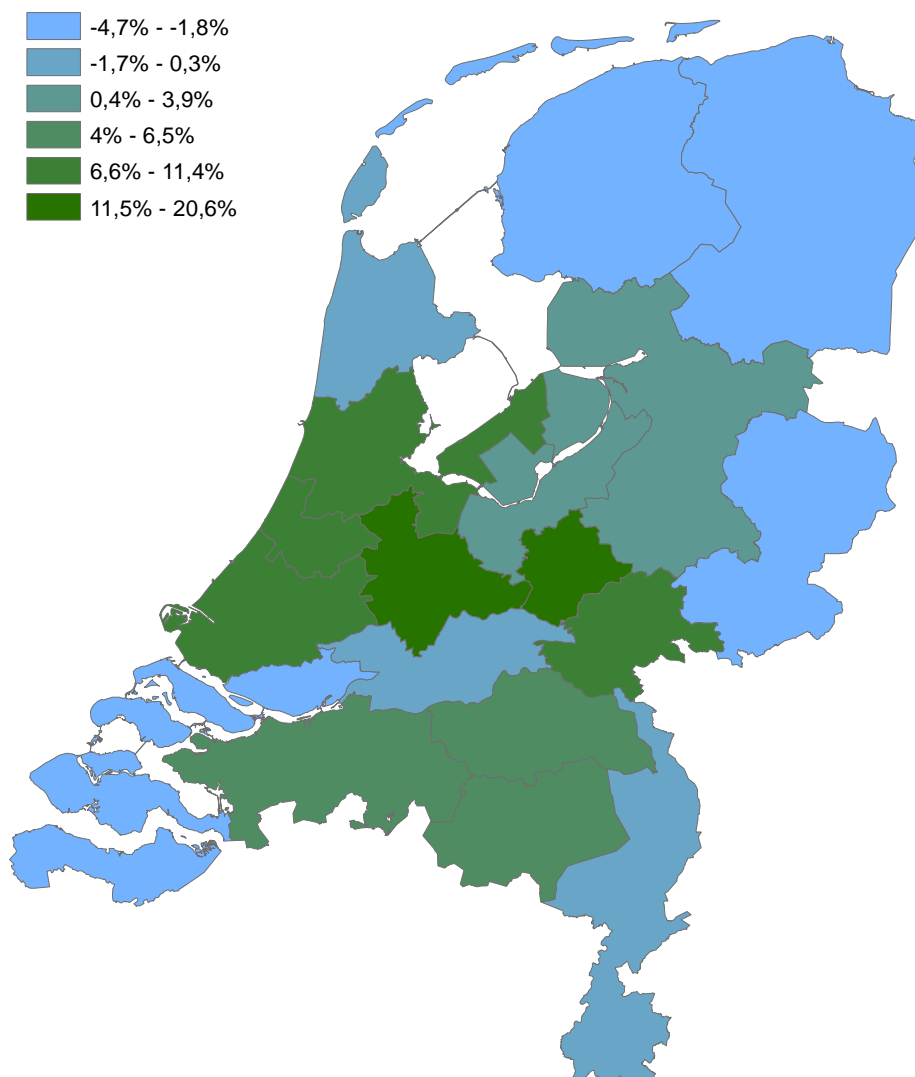 -4,7% - -1,8%
-1,7% - 0,3%
0,4% - 3,9%
4% - 6,5%
6,6% - 11,4%
11,5% - 20,6%